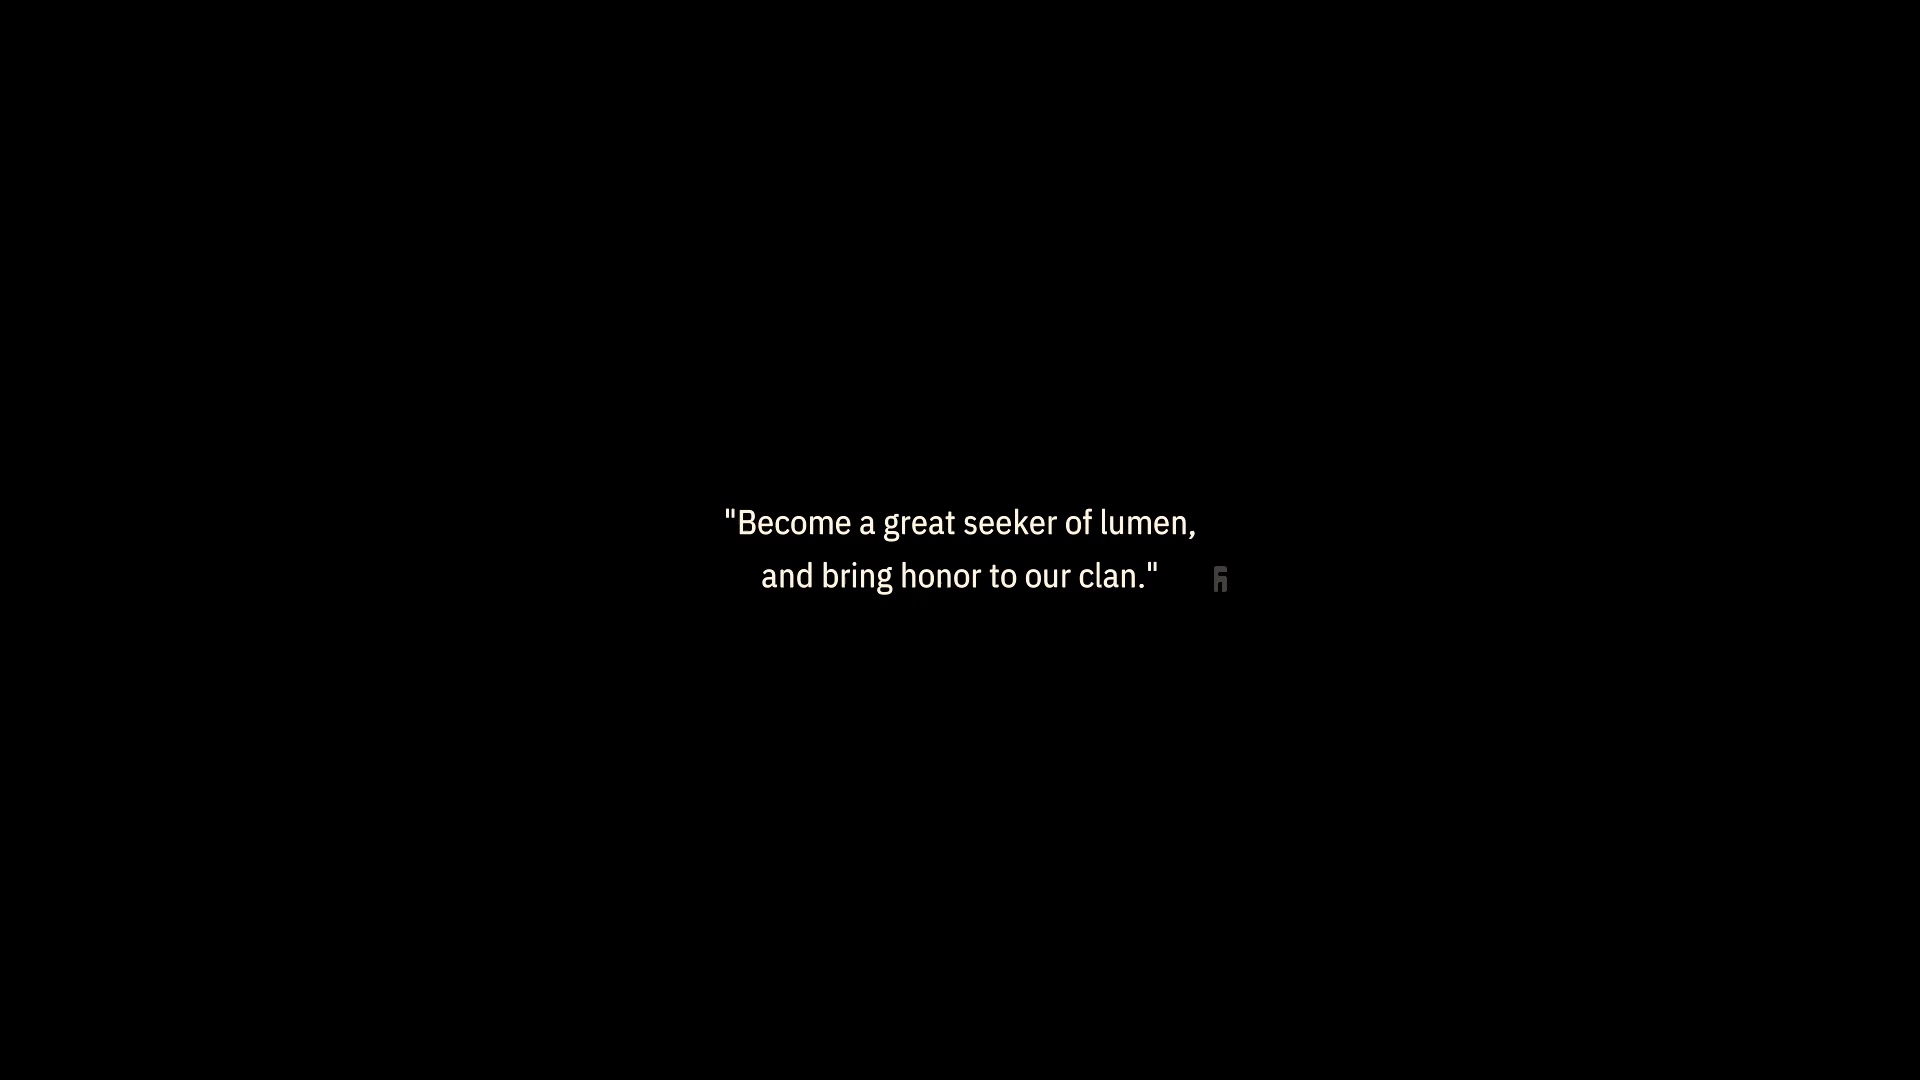 "Become a great seeker of lumen,
and bring honor to our clan."